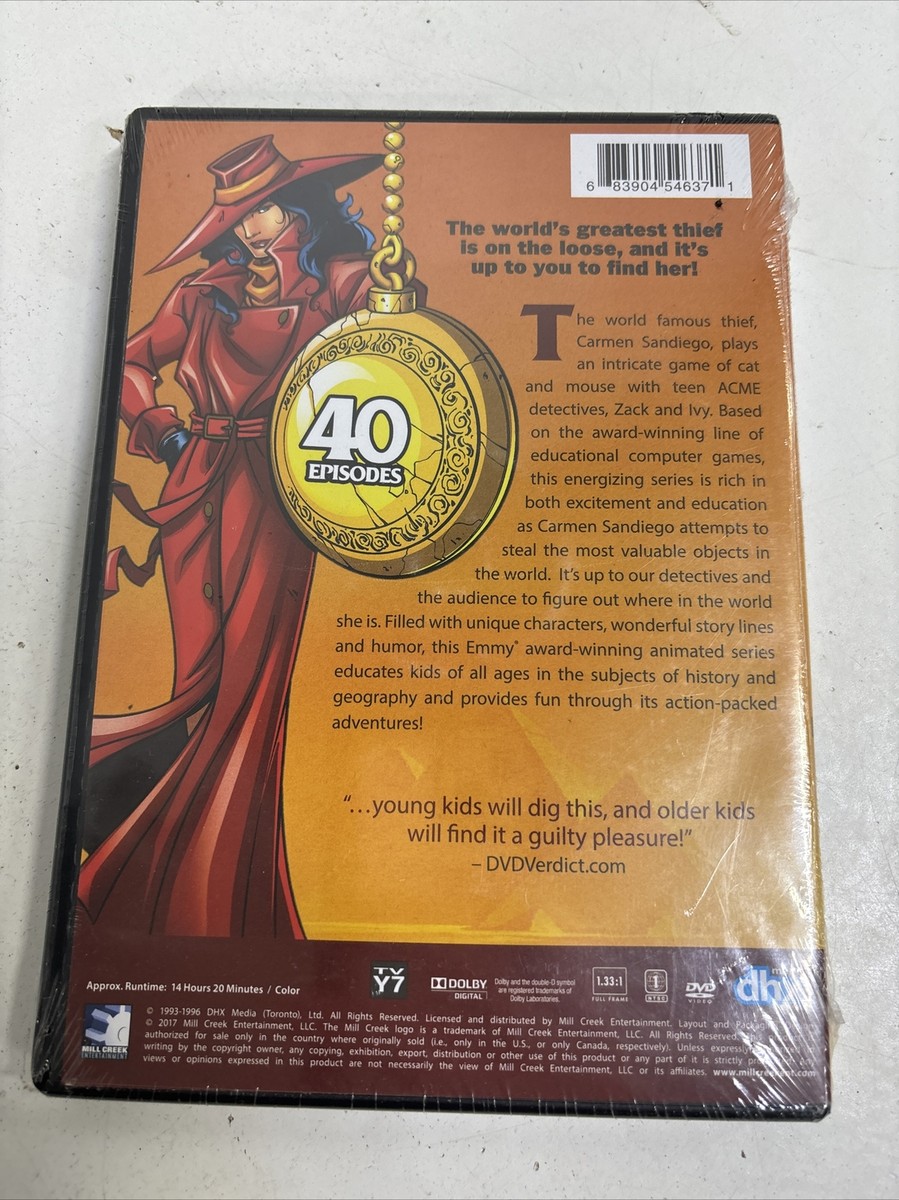 6 83904 54637 1
The world's greatest thief
is on the loose, and it's
up to you to find her!
The world famous thief,
Carmen Sandiego, plays
an intricate game of cat
and mouse with teen ACME
detectives, Zack and Ivy. Based
on the award-winning line of
educational computer games,
this energizing series is rich in
both excitement and education
as Carmen Sandiego attempts to
steal the most valuable objects in
the world. It's up to our detectives and
the audience to figure out where in the world
she is. Filled with unique characters, wonderful story lines
and humor, this Emmy® award-winning animated series
educates kids of all ages in the subjects of history and
geography and provides fun through its action-packed
adventures!
40
EPISODES
“...young kids will dig this, and older kids
will find it a guilty pleasure!”
– DVDVerdict.com
Approx. Runtime: 14 Hours 20 Minutes / Color
TV
Y7
DOLBY
DIGITAL
Dolby and the double-D symbol
are registered trademarks of
Dolby Laboratories.
1.33:1
FULL FRAME
1
NTSC
DVD
VIDEO
dh
MILL CREEK
ENTERTAINMENT
© 1993-1996 DHX Media (Toronto), Ltd. All Rights Reserved. Licensed and distributed by Mill Creek Entertainment. Layout and
© 2017 Mill Creek Entertainment, LLC. The Mill Creek logo is a trademark of Mill Creek Entertainment, LLC. All Rights Reserved.
authorized for sale only in the country where originally sold (i.e., only in the U.S., or only Canada, respectively). Unless
writing by the copyright owner, any copying, exhibition, export, distribution or other use of this product or any part of it is strictly
views or opinions expressed in this product are not necessarily the view of Mill Creek Entertainment, LLC or its affiliates. www.millcreekent.com